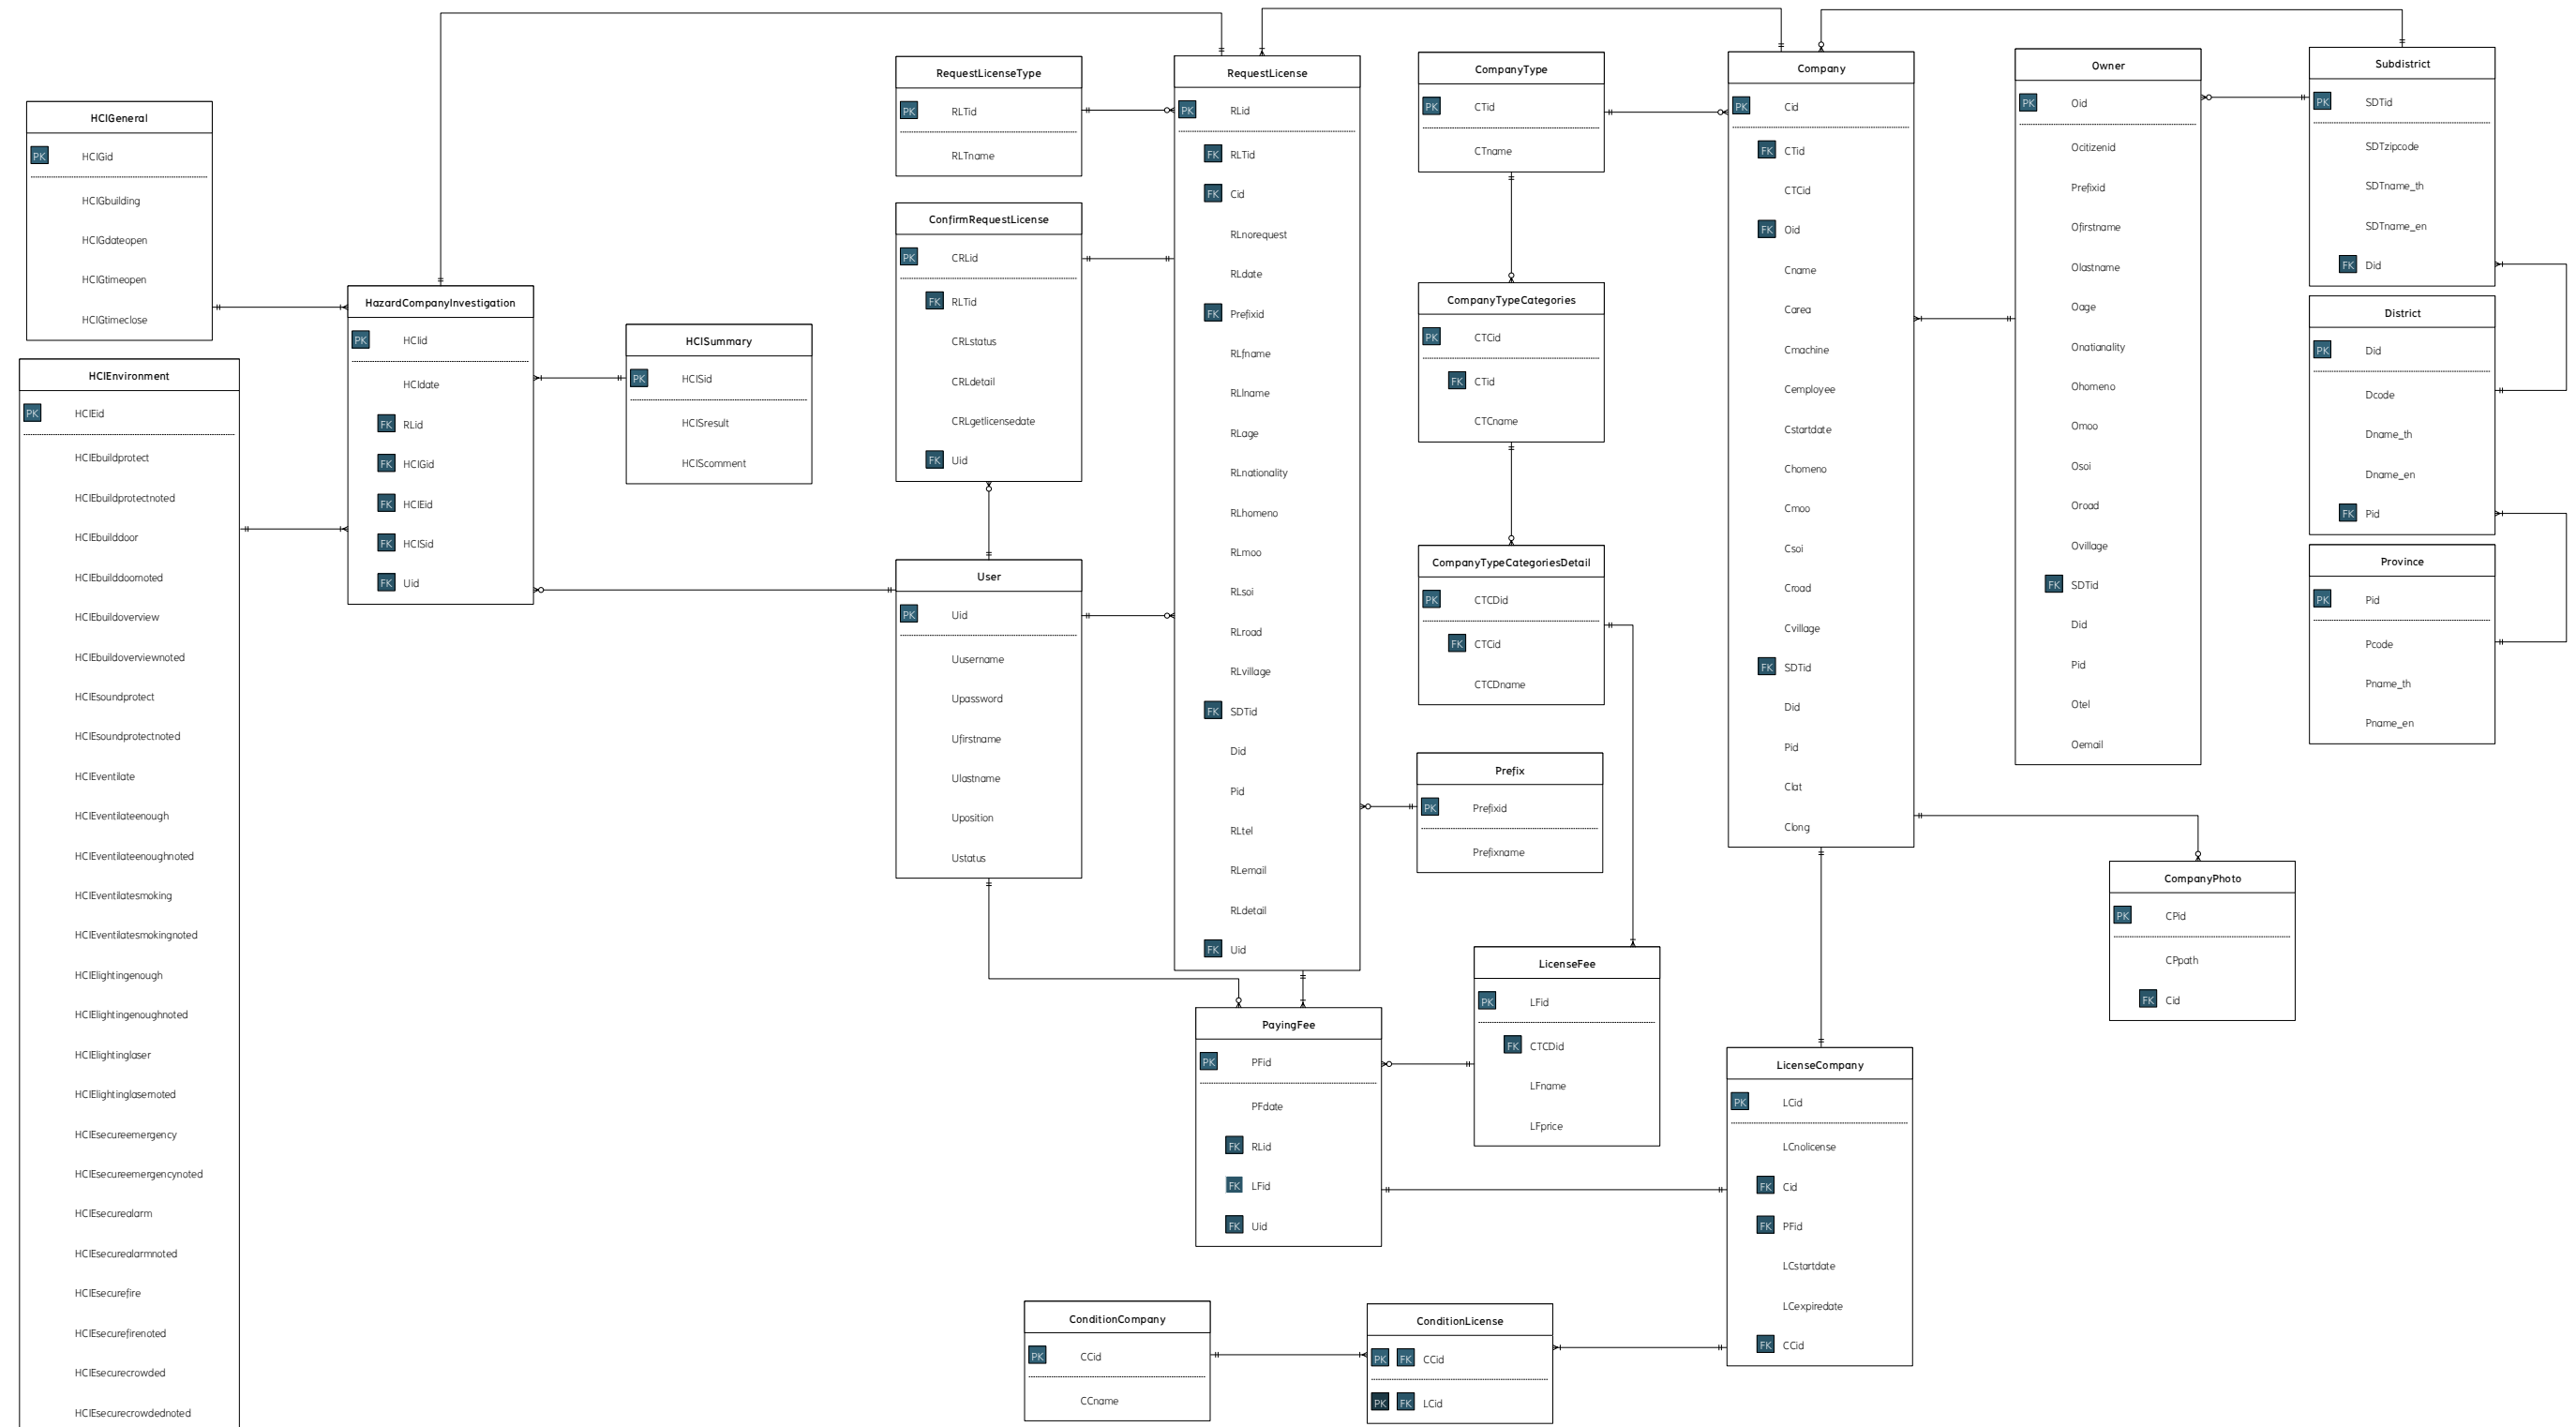 HCIGeneral
PK HCIGid
HCIGbuilding
HCIGdateopen
HCIGtimeopen
HCIGtimeclose
HCIEnvironment
PK HCIEid
HCIEbuildprotect
HCIEbuildprotectnoted
HCIEbuilddoor
HCIEbuilddoornoted
HCIEbuildoverview
HCIEbuildoverviewnoted
HCIEsoundprotect
HCIEsoundprotectnoted
HCIEventilate
HCIEventilateenough
HCIEventilateenoughnoted
HCIEventilatesmoking
HCIEventilatesmokingnoted
HCIElightingenough
HCIElightingenoughnoted
HCIElightinglaser
HCIElightinglasernoted
HCIEsecureemergency
HCIEsecureemergencynoted
HCIEsecurealarm
HCIEsecurealarmnoted
HCIEsecurefire
HCIEsecurefirenoted
HCIEsecurecrowded
HCIEsecurecrowdednoted
HazardCompanyInvestigation
PK HCIid
HCIdate
FK RLid
FK HCIGid
FK HCIEid
FK HCISid
FK Uid
HCISummary
PK HCISid
HCISresult
HCIScomment
RequestLicenseType
PK RLTid
RLTname
ConfirmRequestLicense
PK CRLid
FK RLTid
CRLstatus
CRLdetail
CRLgetlicensedate
FK Uid
User
PK Uid
Uusername
Upassword
Ufirstname
Ulastname
Uposition
Ustatus
RequestLicense
PK RLid
FK RLTid
FK Cid
RLnorequest
RLdate
FK Prefixid
RLfname
RLlname
RLage
RLnationality
RLhomeno
RLmoo
RLsoi
RLroad
RLvillage
FK SDTid
Did
Pid
RLtel
RLemail
RLdetail
FK Uid
PayingFee
PK PFid
PFdate
FK RLid
FK LFid
FK Uid
CompanyType
PK CTid
CTname
CompanyTypeCategories
PK CTCid
FK CTid
CTCname
CompanyTypeCategoriesDetail
PK CTCDid
FK CTCid
CTCDname
Prefix
PK Prefixid
Prefixname
LicenseFee
PK LFid
FK CTCDid
LFname
LFprice
Company
PK Cid
FK CTid
CTCid
FK Oid
Cname
Carea
Cmachine
Cemployee
Cstartdate
Chomeno
Cmoo
Csoi
Croad
Cvillage
FK SDTid
Did
Pid
Clat
Clong
Owner
PK Oid
Ocitizenid
Prefixid
Ofirstname
Olastname
Oage
Onationality
Ohomeno
Omoo
Osoi
Oroad
Ovillage
FK SDTid
Did
Pid
Otel
Oemail
Subdistrict
PK SDTid
SDTzipcode
SDTname_th
SDTname_en
FK Did
District
PK Did
Dcode
Dname_th
Dname_en
FK Pid
Province
PK Pid
Pcode
Pname_th
Pname_en
CompanyPhoto
PK CPid
CPpath
FK Cid
LicenseCompany
PK LCid
LCnolicense
FK Cid
FK PFid
LCstartdate
LCexpiredate
FK CCid
ConditionCompany
PK CCid
CCname
ConditionLicense
PK FK CCid
PK FK LCid